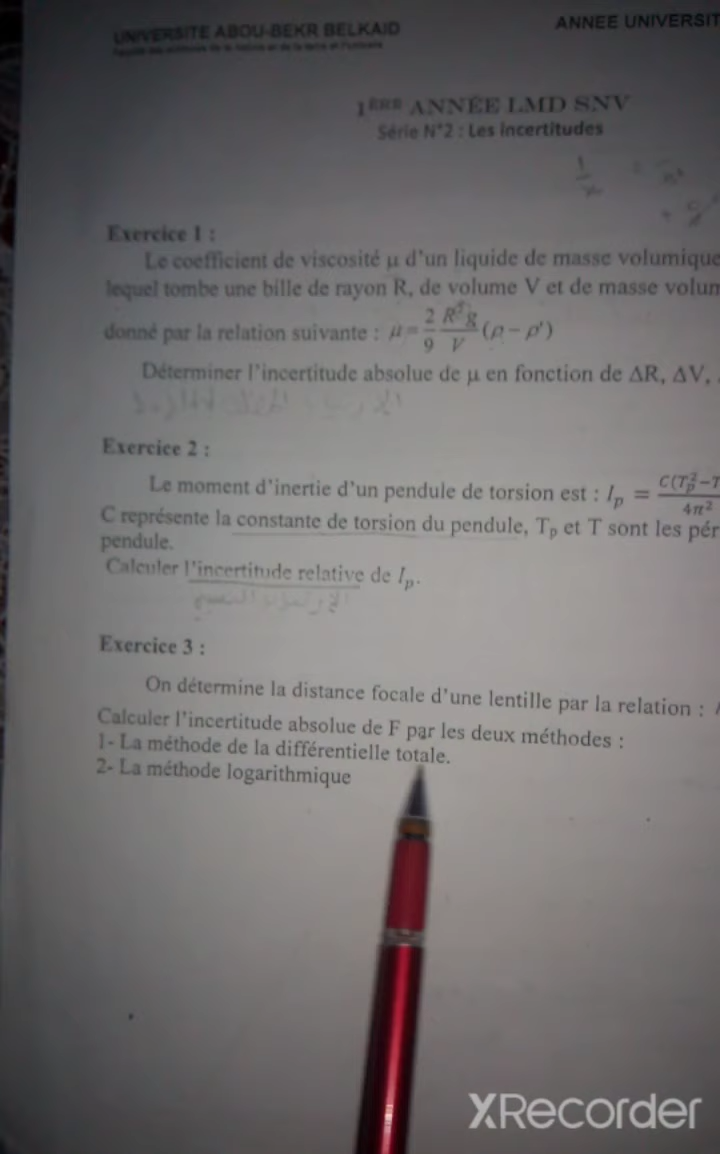 UNIVERSITE ABOU-BEKR BELKAID
ANNEE UNIVERSIT
1ÈRE ANNÉE LMD SNV
Série N°2 : Les incertitudes
Exercice 1 :
Le coefficient de viscosité μ d'un liquide de masse volumique
lequel tombe une bille de rayon R, de volume V et de masse volum
donné par la relation suivante : μ = 2/9 R²g/V (ρ − ρ')
Déterminer l'incertitude absolue de μ en fonction de ΔR, ΔV,
Exercice 2 :
Le moment d'inertie d'un pendule de torsion est : I_p = C(T_p²−T / 4π²
C représente la constante de torsion du pendule, T_p et T sont les pér
pendule.
Calculer l'incertitude relative de I_p.
Exercice 3 :
On détermine la distance focale d'une lentille par la relation :
Calculer l'incertitude absolue de F par les deux méthodes :
1- La méthode de la différentielle totale.
2- La méthode logarithmique
XRecorder